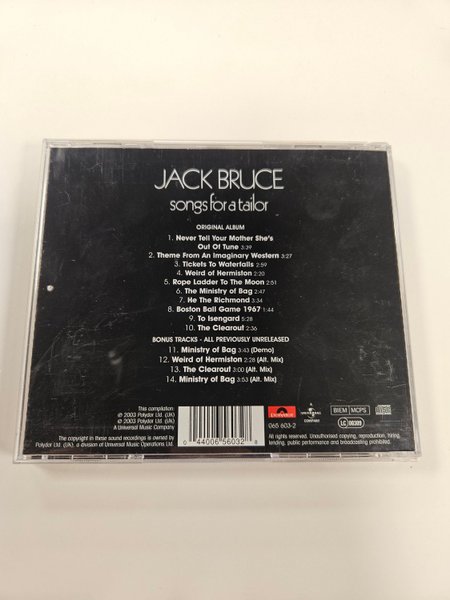 JACK BRUCE
songs for a tailor
ORIGINAL ALBUM
1. Never Tell Your Mother She's
Out Of Tune 3:39
2. Theme From An Imaginary Western 3:27
3. Tickets To Waterfalls 2:59
4. Weird of Hermiston 2:20
5. Rope Ladder To The Moon 2:51
6. The Ministry of Bag 2:47
7. He The Richmond 3:34
8. Boston Ball Game 1967 1:44
9. To Isengard 5:28
10. The Clearout 2:36
BONUS TRACKS - ALL PREVIOUSLY UNRELEASED
11. Ministry of Bag 3:43 (Demo)
12. Weird of Hermiston 2:28 (Alt. Mix)
13. The Clearout 3:00 (Alt. Mix)
14. Ministry of Bag 3:53 (Alt. Mix)
This compilation
℗ 2003 Polydor Ltd. (UK)
© 2003 Polydor Ltd. (UK)
A Universal Music Company
The copyright in these sound recordings is owned by
Polydor Ltd. (UK), a division of Universal Music Operations Ltd.
0 44006 56032 8
Polydor
UNIVERSAL
COMPANY
BIEM MCPS
LC 00309
065 603-2
All rights reserved. Unauthorised copying, reproduction, hiring,
lending, public performance and broadcasting prohibited.